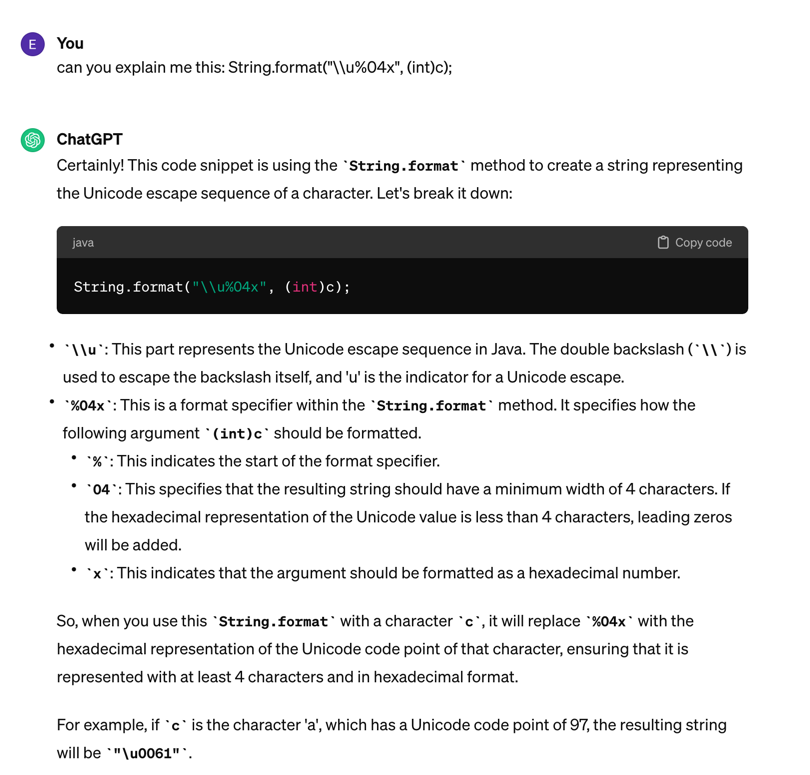 E
You
can you explain me this: String.format("\\u%04x", (int)c);
ChatGPT
Certainly! This code snippet is using the `String.format` method to create a string representing
the Unicode escape sequence of a character. Let's break it down:
java
Copy code
String.format("\\u%04x", (int)c);
• `\\u`: This part represents the Unicode escape sequence in Java. The double backslash (`\\`) is
used to escape the backslash itself, and 'u' is the indicator for a Unicode escape.
• `%04x`: This is a format specifier within the `String.format` method. It specifies how the
following argument `(int)c` should be formatted.
• `%`: This indicates the start of the format specifier.
• `04`: This specifies that the resulting string should have a minimum width of 4 characters. If
the hexadecimal representation of the Unicode value is less than 4 characters, leading zeros
will be added.
• `x`: This indicates that the argument should be formatted as a hexadecimal number.
So, when you use this `String.format` with a character `c`, it will replace `%04x` with the
hexadecimal representation of the Unicode code point of that character, ensuring that it is
represented with at least 4 characters and in hexadecimal format.
For example, if `c` is the character 'a', which has a Unicode code point of 97, the resulting string
will be `"\u0061"`.